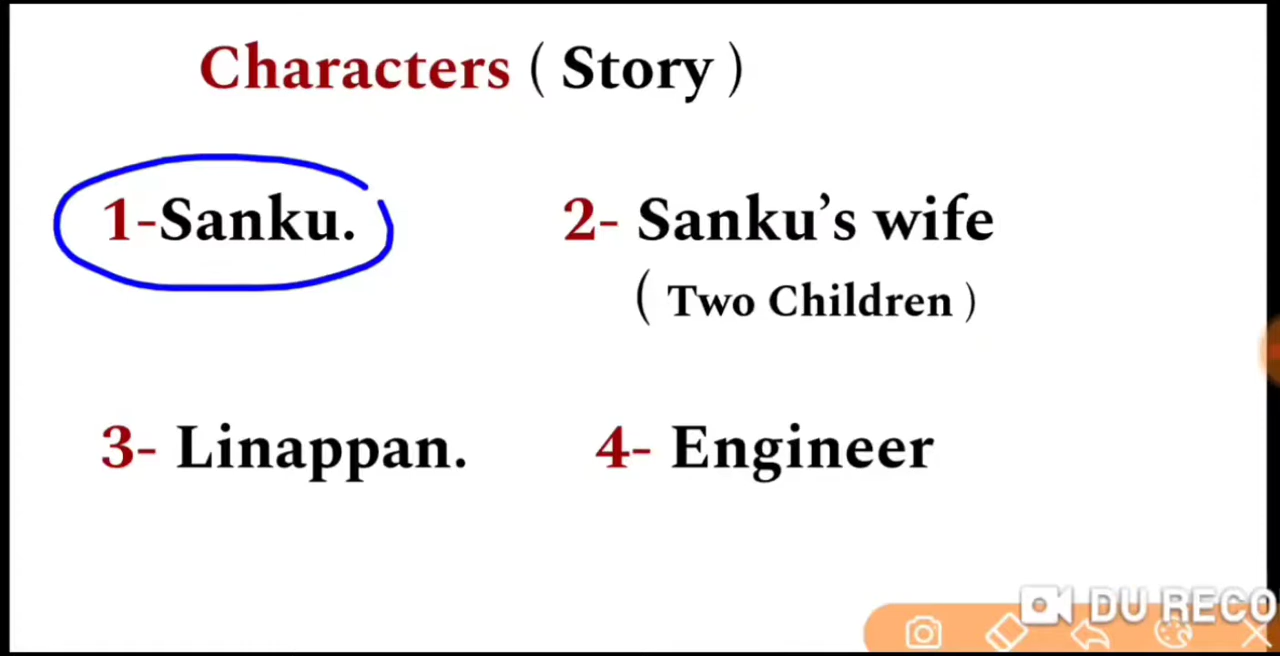 Characters ( Story )
1-Sanku.
2- Sanku’s wife
( Two Children )
3- Linappan.
4- Engineer
DU RECO